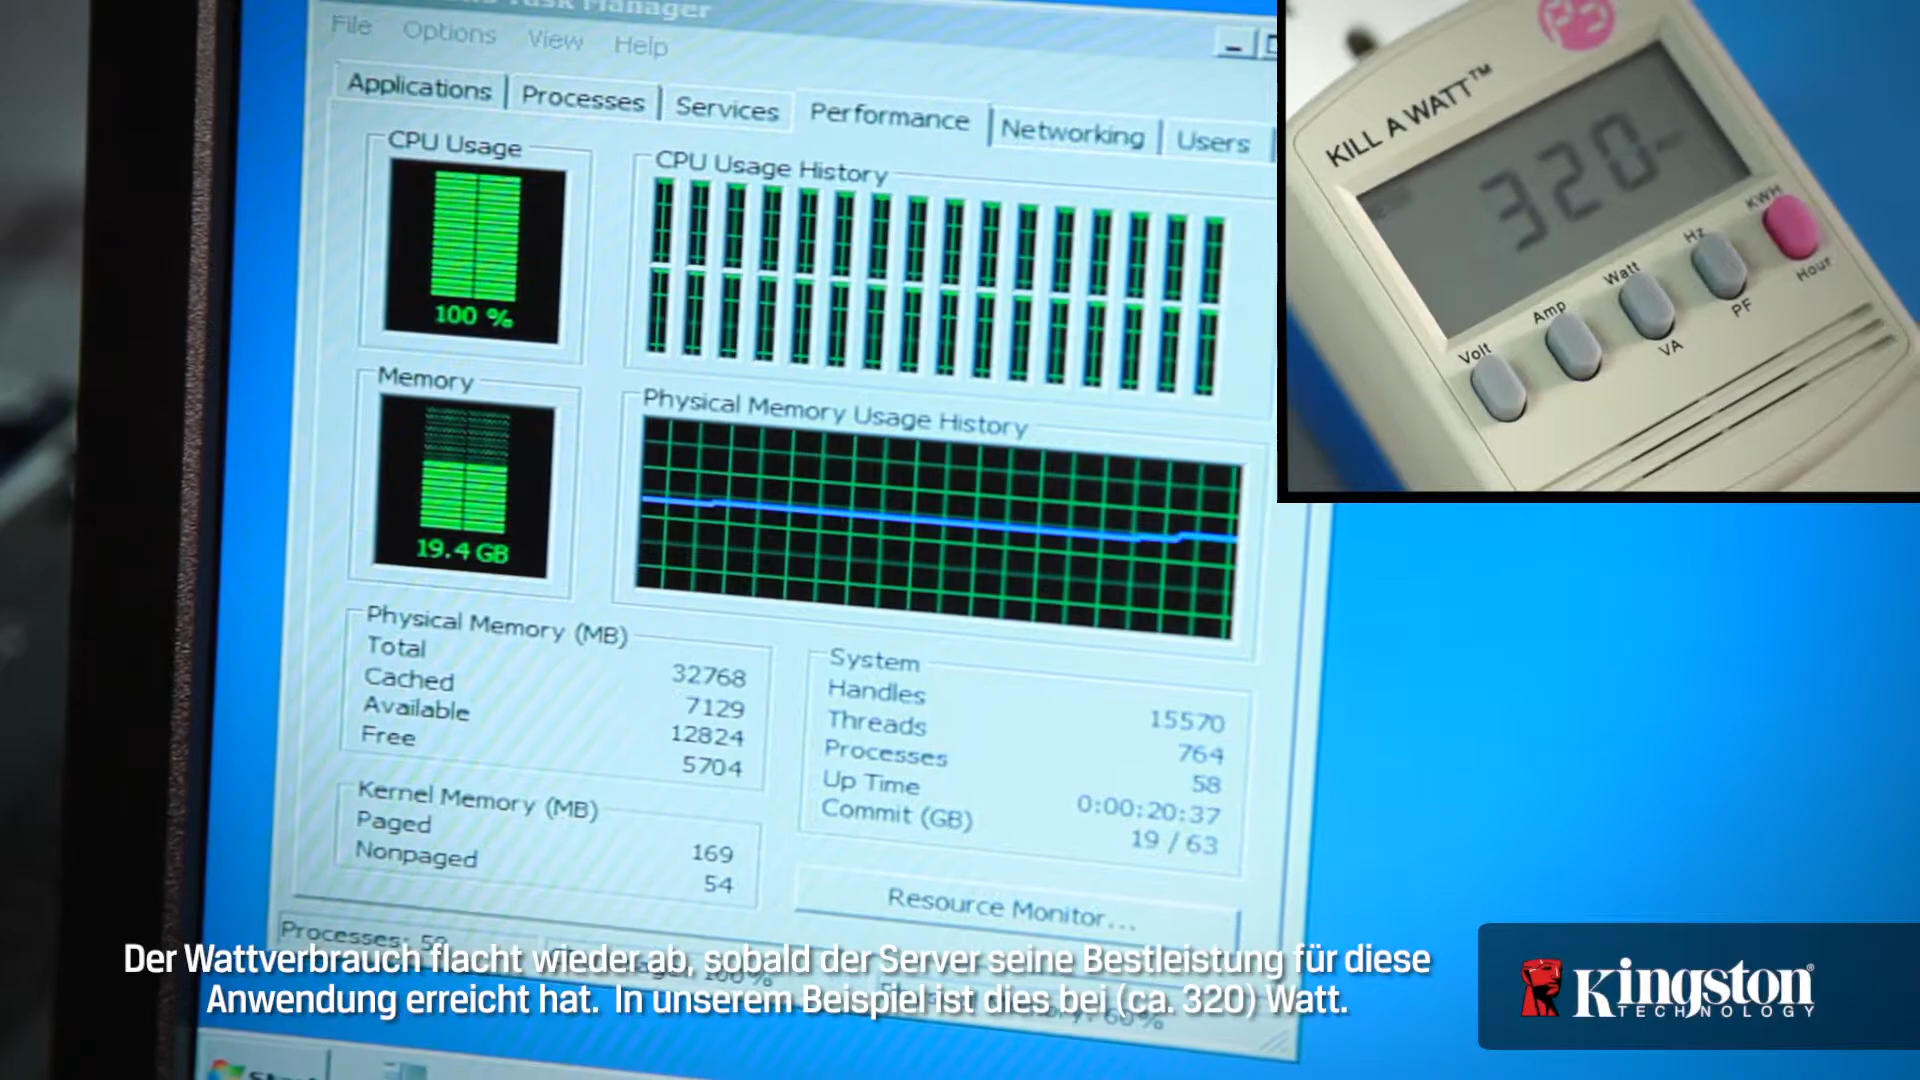 Task Manager
File Options View Help
Applications Processes Services Performance Networking Users
CPU Usage
CPU Usage History
100 %
Memory
Physical Memory Usage History
19.4 GB
Physical Memory (MB)
Total 32768
Cached 7129
Available 12824
Free 5704
Kernel Memory (MB)
Paged 169
Nonpaged 54
System
Handles 15570
Threads 764
Processes 58
Up Time 0:00:20:37
Commit (GB) 19 / 63
Resource Monitor...
Processes:
KILL A WATT™
320
Volt Amp Watt Hz KWH
VA PF Hour
Der Wattverbrauch flacht wieder ab, sobald der Server seine Bestleistung für diese
Anwendung erreicht hat. In unserem Beispiel ist dies bei (ca. 320) Watt.
Kingston®
TECHNOLOGY